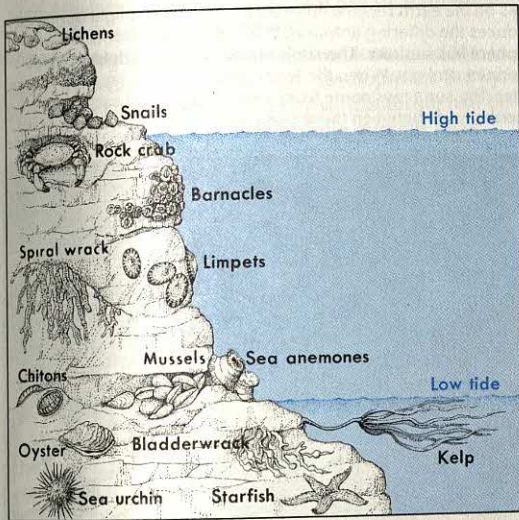 Lichens
Snails
High tide
Rock crab
Barnacles
Spiral wrack
Limpets
Mussels
Sea anemones
Chitons
Low tide
Oyster
Bladderwrack
Kelp
Sea urchin
Starfish